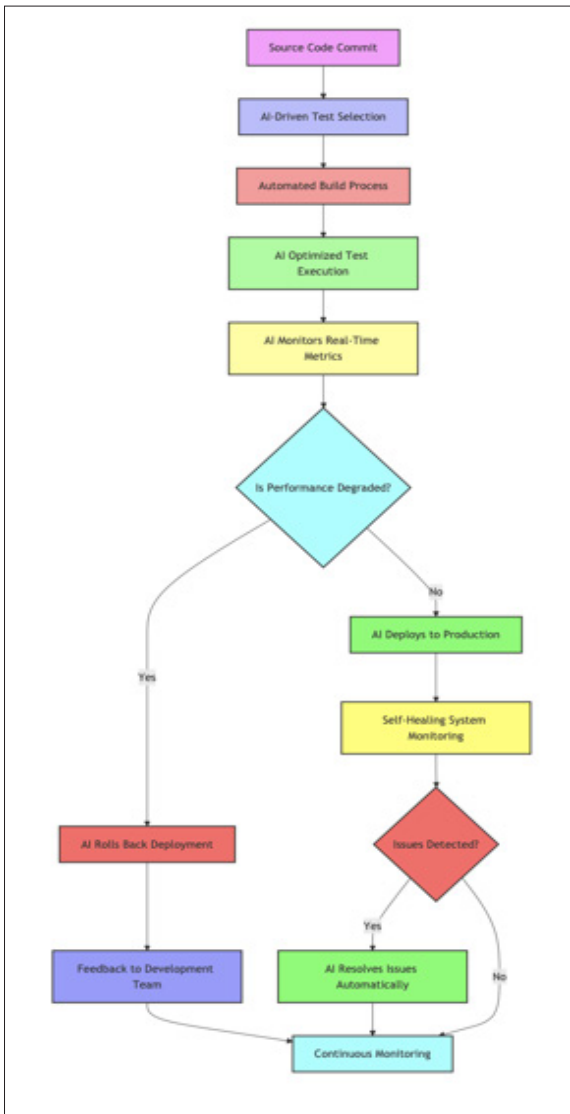 Source Code Commit
AI-Driven Test Selection
Automated Build Process
AI Optimized Test
Execution
AI Monitors Real-Time
Metrics
Is Performance Degraded?
No
AI Deploys to Production
Yes
Self-Healing System
Monitoring
AI Rolls Back Deployment
Issues Detected?
Yes
Feedback to Development
Team
AI Resolves Issues
Automatically
No
Continuous Monitoring